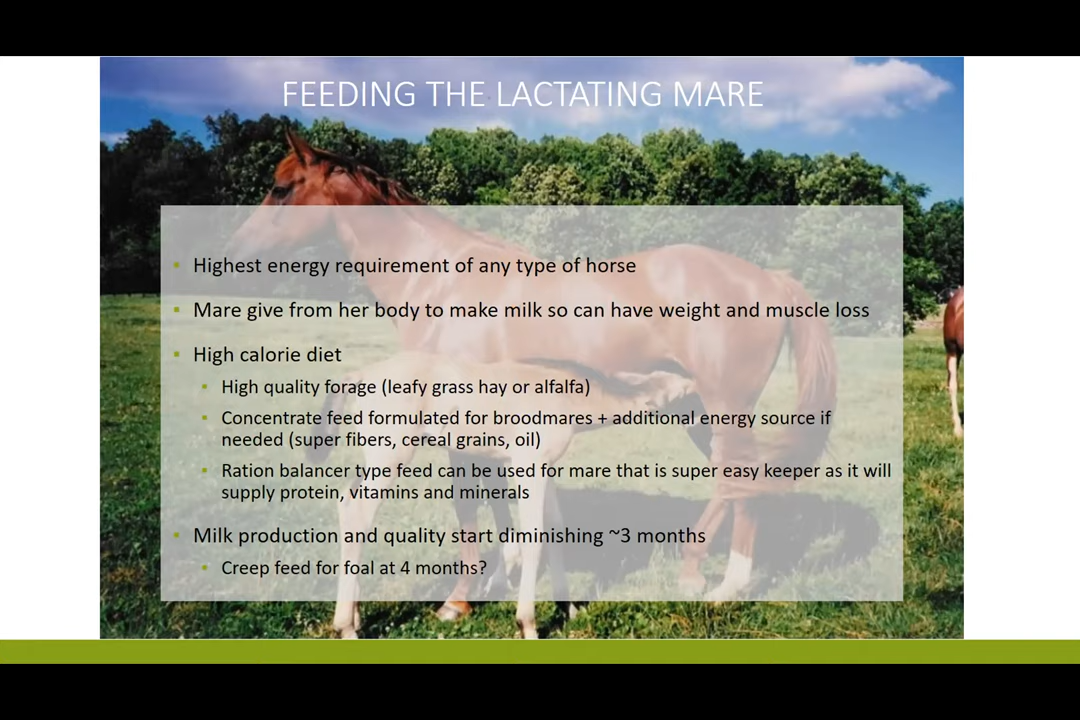 FEEDING THE LACTATING MARE
▪ Highest energy requirement of any type of horse
▪ Mare give from her body to make milk so can have weight and muscle loss
▪ High calorie diet
▪ High quality forage (leafy grass hay or alfalfa)
▪ Concentrate feed formulated for broodmares + additional energy source if
needed (super fibers, cereal grains, oil)
▪ Ration balancer type feed can be used for mare that is super easy keeper as it will
supply protein, vitamins and minerals
▪ Milk production and quality start diminishing ~3 months
▪ Creep feed for foal at 4 months?